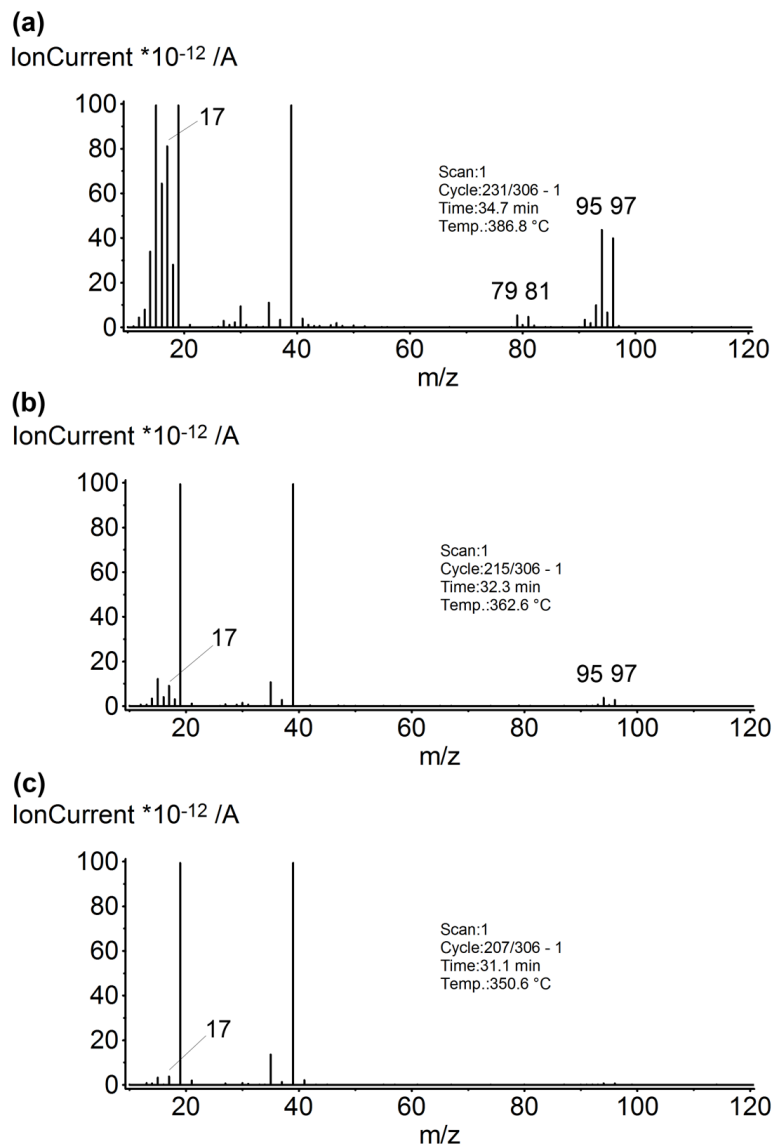 (a)
IonCurrent *10-12 /A
100
80
60
40
20
0
17
Scan:1
Cycle:231/306 - 1
Time:34.7 min
Temp.:386.8 °C
95 97
79 81
20 40 60 80 100 120
m/z
(b)
IonCurrent *10-12 /A
100
80
60
40
20
0
17
Scan:1
Cycle:215/306 - 1
Time:32.3 min
Temp.:362.6 °C
95 97
20 40 60 80 100 120
m/z
(c)
IonCurrent *10-12 /A
100
80
60
40
20
0
17
Scan:1
Cycle:207/306 - 1
Time:31.1 min
Temp.:350.6 °C
20 40 60 80 100 120
m/z